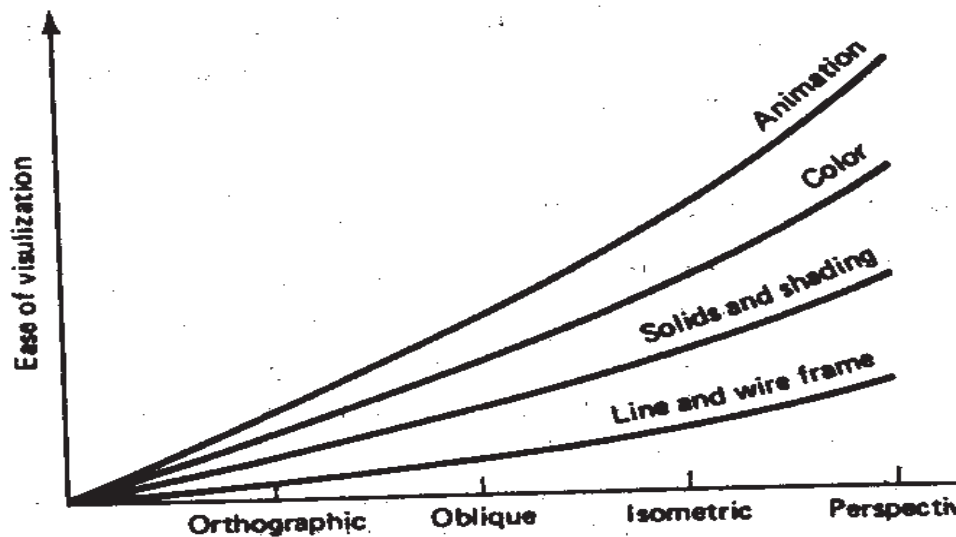 Ease of visulization
Animation
Color
Solids and shading
Line and wire frame
Orthographic
Oblique
Isometric
Perspectiv